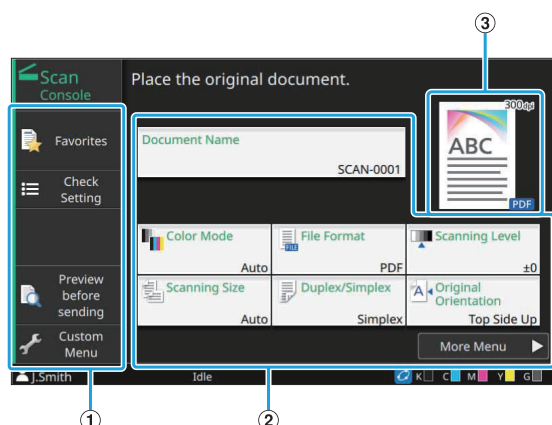 ③
Scan
Console
Place the original document.
300dpi
ABC
PDF
Favorites
Check
Setting
Preview
before
sending
Custom
Menu
Document Name
SCAN-0001
Color Mode
Auto
File Format
FILE
PDF
Scanning Level
±0
Scanning Size
Auto
Duplex/Simplex
Simplex
A
Original
Orientation
Top Side Up
More Menu
J.Smith
Idle
K C M Y G
① ②